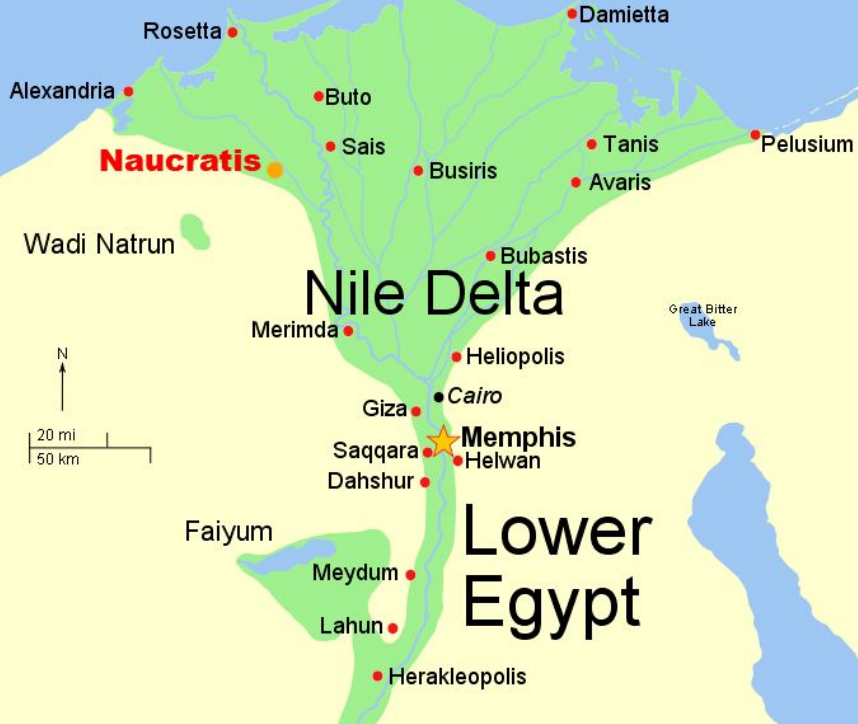 Damietta
Rosetta
Alexandria
Buto
Naucratis
Sais
Tanis
Pelusium
Busiris
Avaris
Wadi Natrun
Bubastis
Nile Delta
Great Bitter
Lake
Merimda
N
Heliopolis
Cairo
Giza
20 mi
50 km
Memphis
Saqqara
Helwan
Dahshur
Lower
Egypt
Faiyum
Meydum
Lahun
Herakleopolis